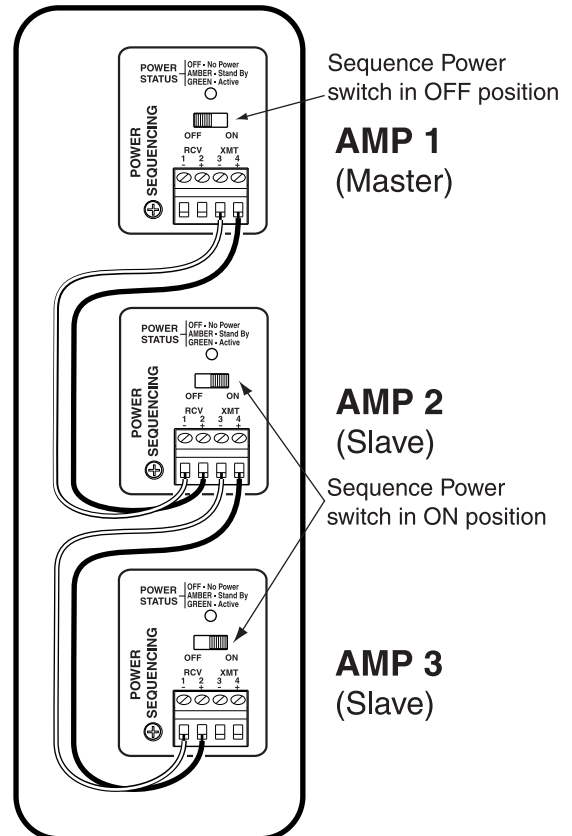 POWER STATUS
OFF • No Power
AMBER • Stand By
GREEN • Active
POWER SEQUENCING
OFF ON
RCV XMT
1 2 3 4
- + - +
Sequence Power
switch in OFF position
AMP 1
(Master)
POWER STATUS
OFF • No Power
AMBER • Stand By
GREEN • Active
POWER SEQUENCING
OFF ON
RCV XMT
1 2 3 4
- + - +
AMP 2
(Slave)
Sequence Power
switch in ON position
POWER STATUS
OFF • No Power
AMBER • Stand By
GREEN • Active
POWER SEQUENCING
OFF ON
RCV XMT
1 2 3 4
- + - +
AMP 3
(Slave)